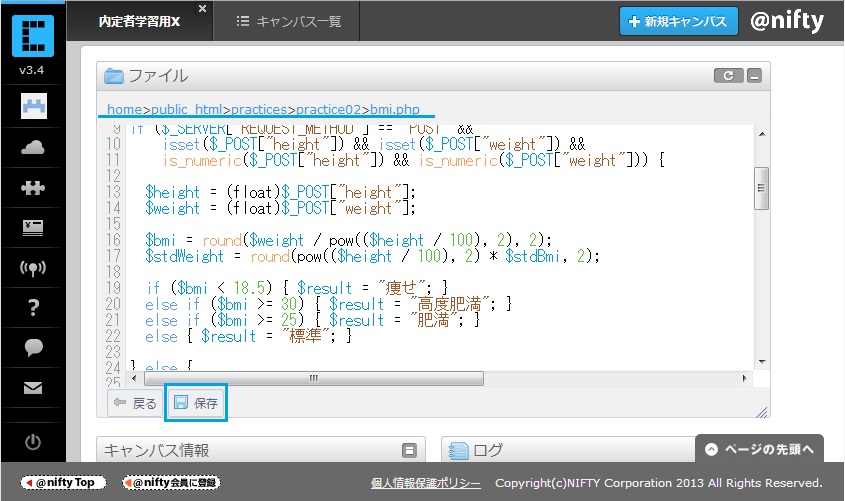 内定者学習用X
キャンバス一覧
新規キャンバス
@nifty
v3.4
ファイル
home>public_html>practices>practice02>bmi.php
9 if ($_SERVER["REQUEST_METHOD"] == "POST" &&
10 isset($_POST["height"]) && isset($_POST["weight"]) &&
11 is_numeric($_POST["height"]) && is_numeric($_POST["weight"])) {
12
13 $height = (float)$_POST["height"];
14 $weight = (float)$_POST["weight"];
15
16 $bmi = round($weight / pow(($height / 100), 2), 2);
17 $stdWeight = round(pow(($height / 100), 2) * $stdBmi, 2);
18
19 if ($bmi < 18.5) { $result = "痩せ"; }
20 else if ($bmi >= 30) { $result = "高度肥満"; }
21 else if ($bmi >= 25) { $result = "肥満"; }
22 else { $result = "標準"; }
23
24 } else {
25
戻る
保存
キャンバス情報
ログ
ページの先頭へ
@nifty Top
@nifty会員に登録
個人情報保護ポリシー
Copyright(c)NIFTY Corporation 2013 All Rights Reserved.